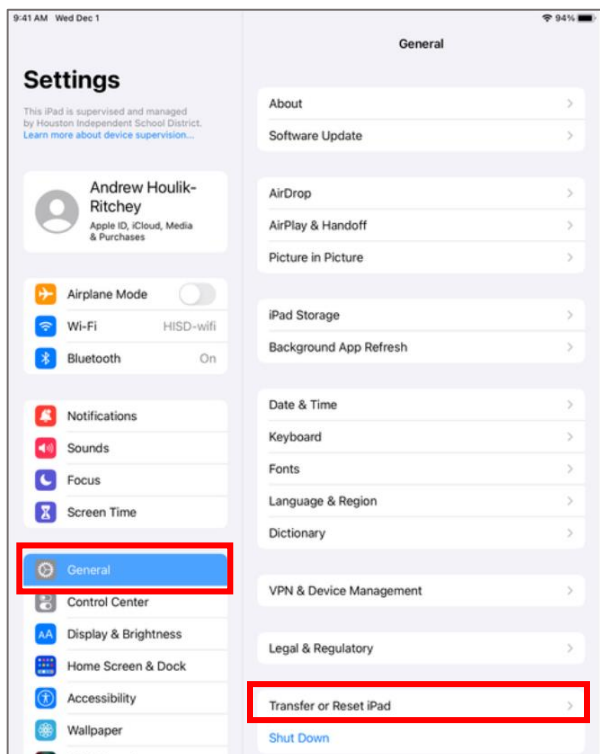 9:41 AM Wed Dec 1
94%
Settings
This iPad is supervised and managed
by Houston Independent School District.
Learn more about device supervision...
Andrew Houlik-
Ritchey
Apple ID, iCloud, Media
& Purchases
Airplane Mode
Wi-Fi HISD-wifi
Bluetooth On
Notifications
Sounds
Focus
Screen Time
General
Control Center
AA Display & Brightness
Home Screen & Dock
Accessibility
Wallpaper
General
About
Software Update
AirDrop
AirPlay & Handoff
Picture in Picture
iPad Storage
Background App Refresh
Date & Time
Keyboard
Fonts
Language & Region
Dictionary
VPN & Device Management
Legal & Regulatory
Transfer or Reset iPad
Shut Down